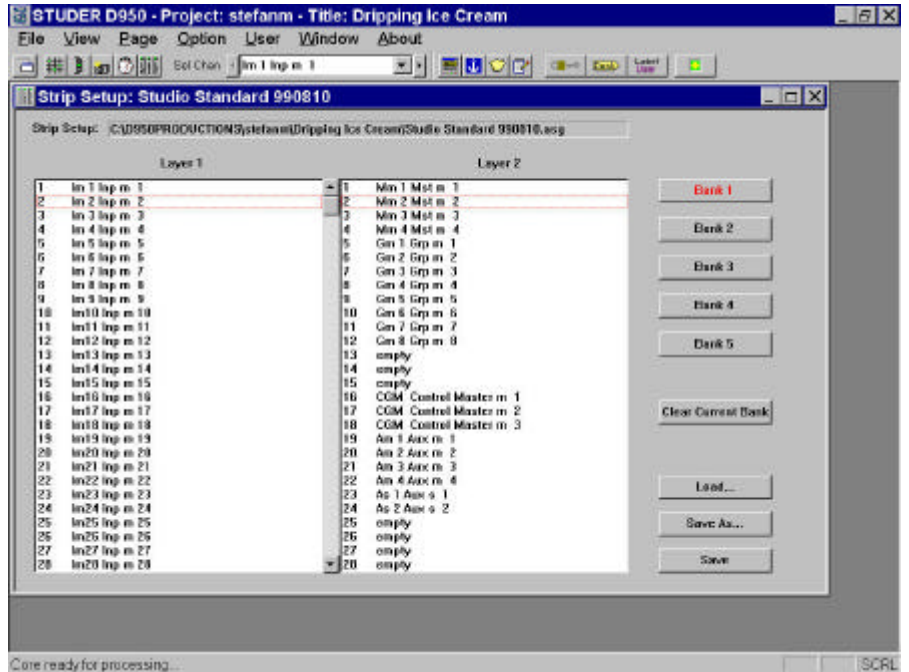 STUDER D950 - Project: stefanm - Title: Dripping Ice Cream
File View Page Option User Window About
Sel Chan Im 1 Inp m 1
Label User
Strip Setup: Studio Standard 990810
Strip Setup: C:\D950PRODUCTIONS\stefanm\Dripping Ice Cream\Studio Standard 990810.asg
Layer 1
1 Im 1 Inp m 1
2 Im 2 Inp m 2
3 Im 3 Inp m 3
4 Im 4 Inp m 4
5 Im 5 Inp m 5
6 Im 6 Inp m 6
7 Im 7 Inp m 7
8 Im 8 Inp m 8
9 Im 9 Inp m 9
10 Im10 Inp m 10
11 Im11 Inp m 11
12 Im12 Inp m 12
13 Im13 Inp m 13
14 Im14 Inp m 14
15 Im15 Inp m 15
16 Im16 Inp m 16
17 Im17 Inp m 17
18 Im18 Inp m 18
19 Im19 Inp m 19
20 Im20 Inp m 20
21 Im21 Inp m 21
22 Im22 Inp m 22
23 Im23 Inp m 23
24 Im24 Inp m 24
25 Im25 Inp m 25
26 Im26 Inp m 26
27 Im27 Inp m 27
28 Im28 Inp m 28
Layer 2
1 Mm 1 Mst m 1
2 Mm 2 Mst m 2
3 Mm 3 Mst m 3
4 Mm 4 Mst m 4
5 Gm 1 Grp m 1
6 Gm 2 Grp m 2
7 Gm 3 Grp m 3
8 Gm 4 Grp m 4
9 Gm 5 Grp m 5
10 Gm 6 Grp m 6
11 Gm 7 Grp m 7
12 Gm 8 Grp m 8
13 empty
14 empty
15 empty
16 CGM Control Master m 1
17 CGM Control Master m 2
18 CGM Control Master m 3
19 Am 1 Aux m 1
20 Am 2 Aux m 2
21 Am 3 Aux m 3
22 Am 4 Aux m 4
23 As 1 Aux s 1
24 As 2 Aux s 2
25 empty
26 empty
27 empty
28 empty
Bank 1
Bank 2
Bank 3
Bank 4
Bank 5
Clear Current Bank
Load...
Save As...
Save
Core ready for processing...
SCRL